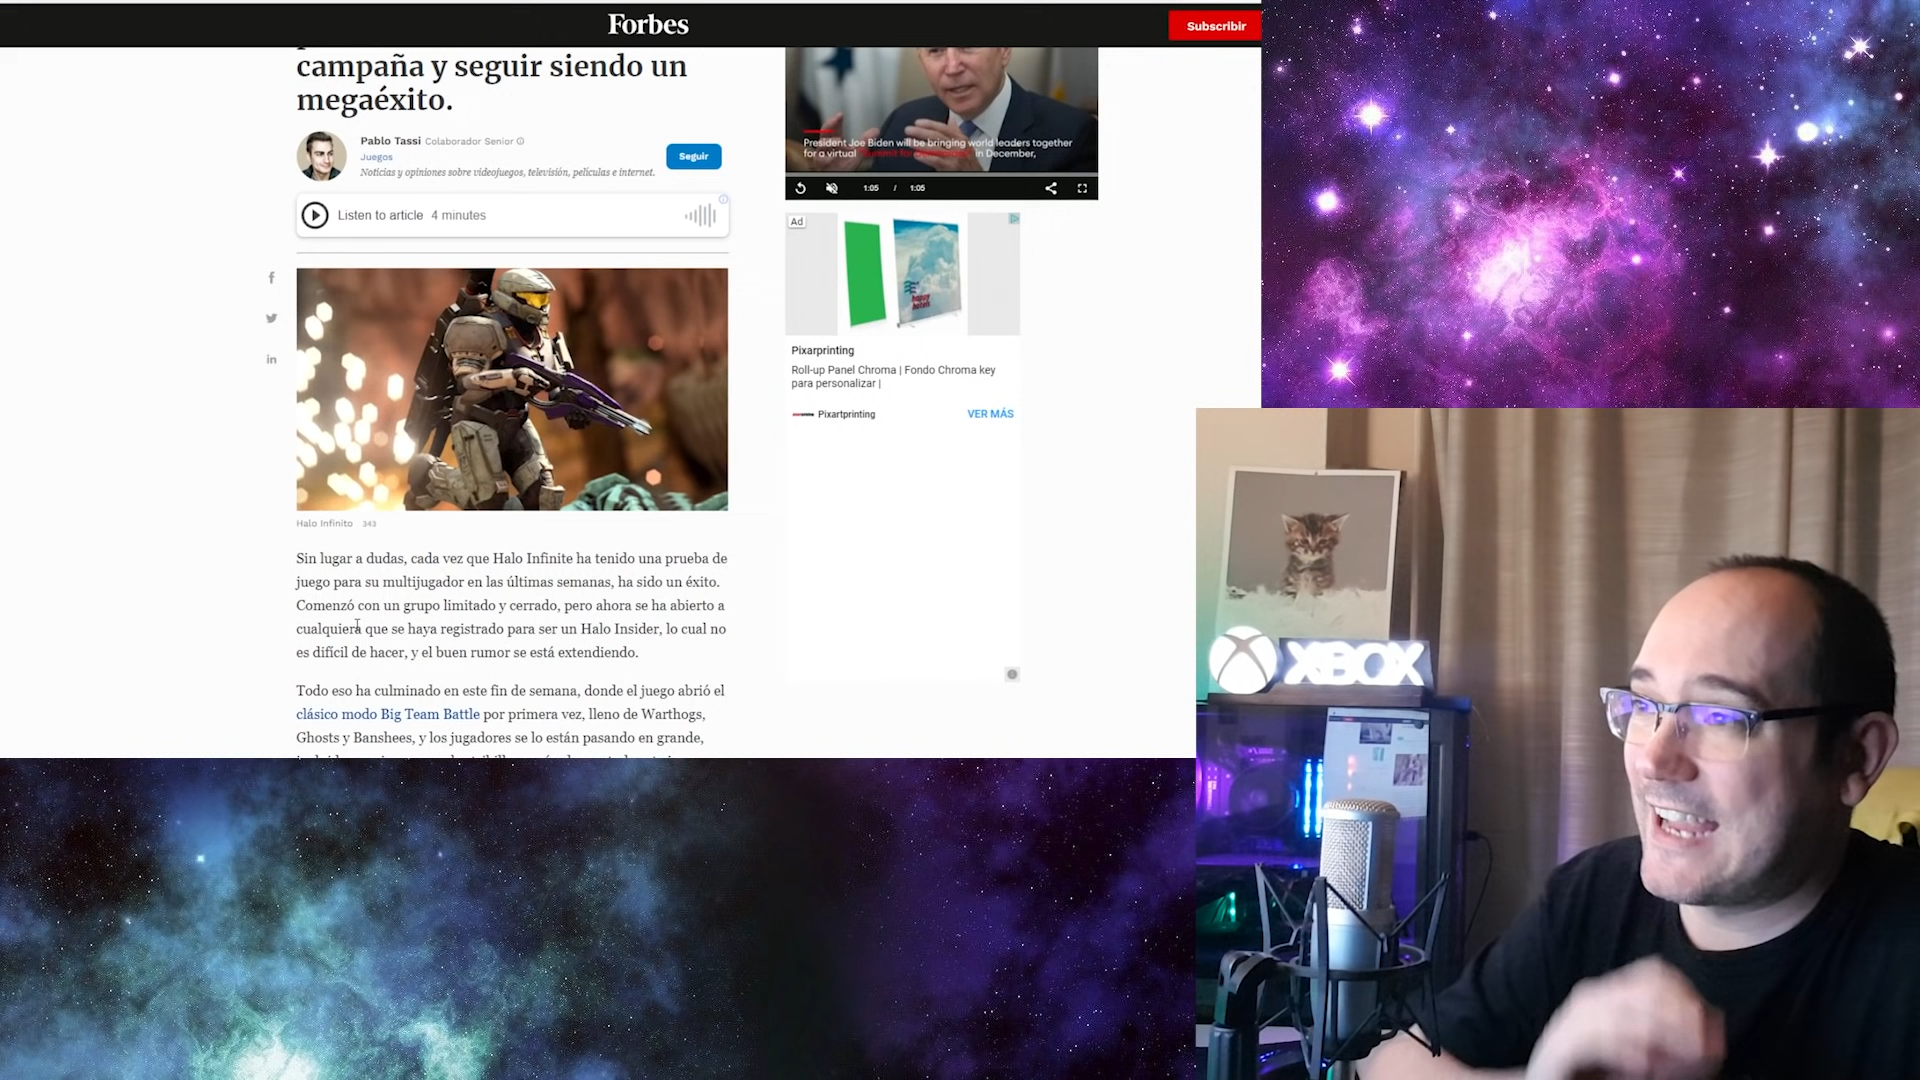 Forbes
Subscribir
campaña y seguir siendo un
megaéxito.
Pablo Tassi Colaborador Senior
Juegos
Noticias y opiniones sobre videojuegos, televisión, películas e internet.
Seguir
Listen to article 4 minutes
Halo Infinito 343
Sin lugar a dudas, cada vez que Halo Infinite ha tenido una prueba de
juego para su multijugador en las últimas semanas, ha sido un éxito.
Comenzó con un grupo limitado y cerrado, pero ahora se ha abierto a
cualquiera que se haya registrado para ser un Halo Insider, lo cual no
es difícil de hacer, y el buen rumor se está extendiendo.
Todo eso ha culminado en este fin de semana, donde el juego abrió el
clásico modo Big Team Battle por primera vez, lleno de Warthogs,
Ghosts y Banshees, y los jugadores se lo están pasando en grande,
President Joe Biden will be bringing world leaders together
for a virtual Summit for Democracy in December,
1:05 / 1:05
Ad
happy
hotels
Pixarprinting
Roll-up Panel Chroma | Fondo Chroma key
para personalizar |
Pixartprinting
VER MÁS
XBOX